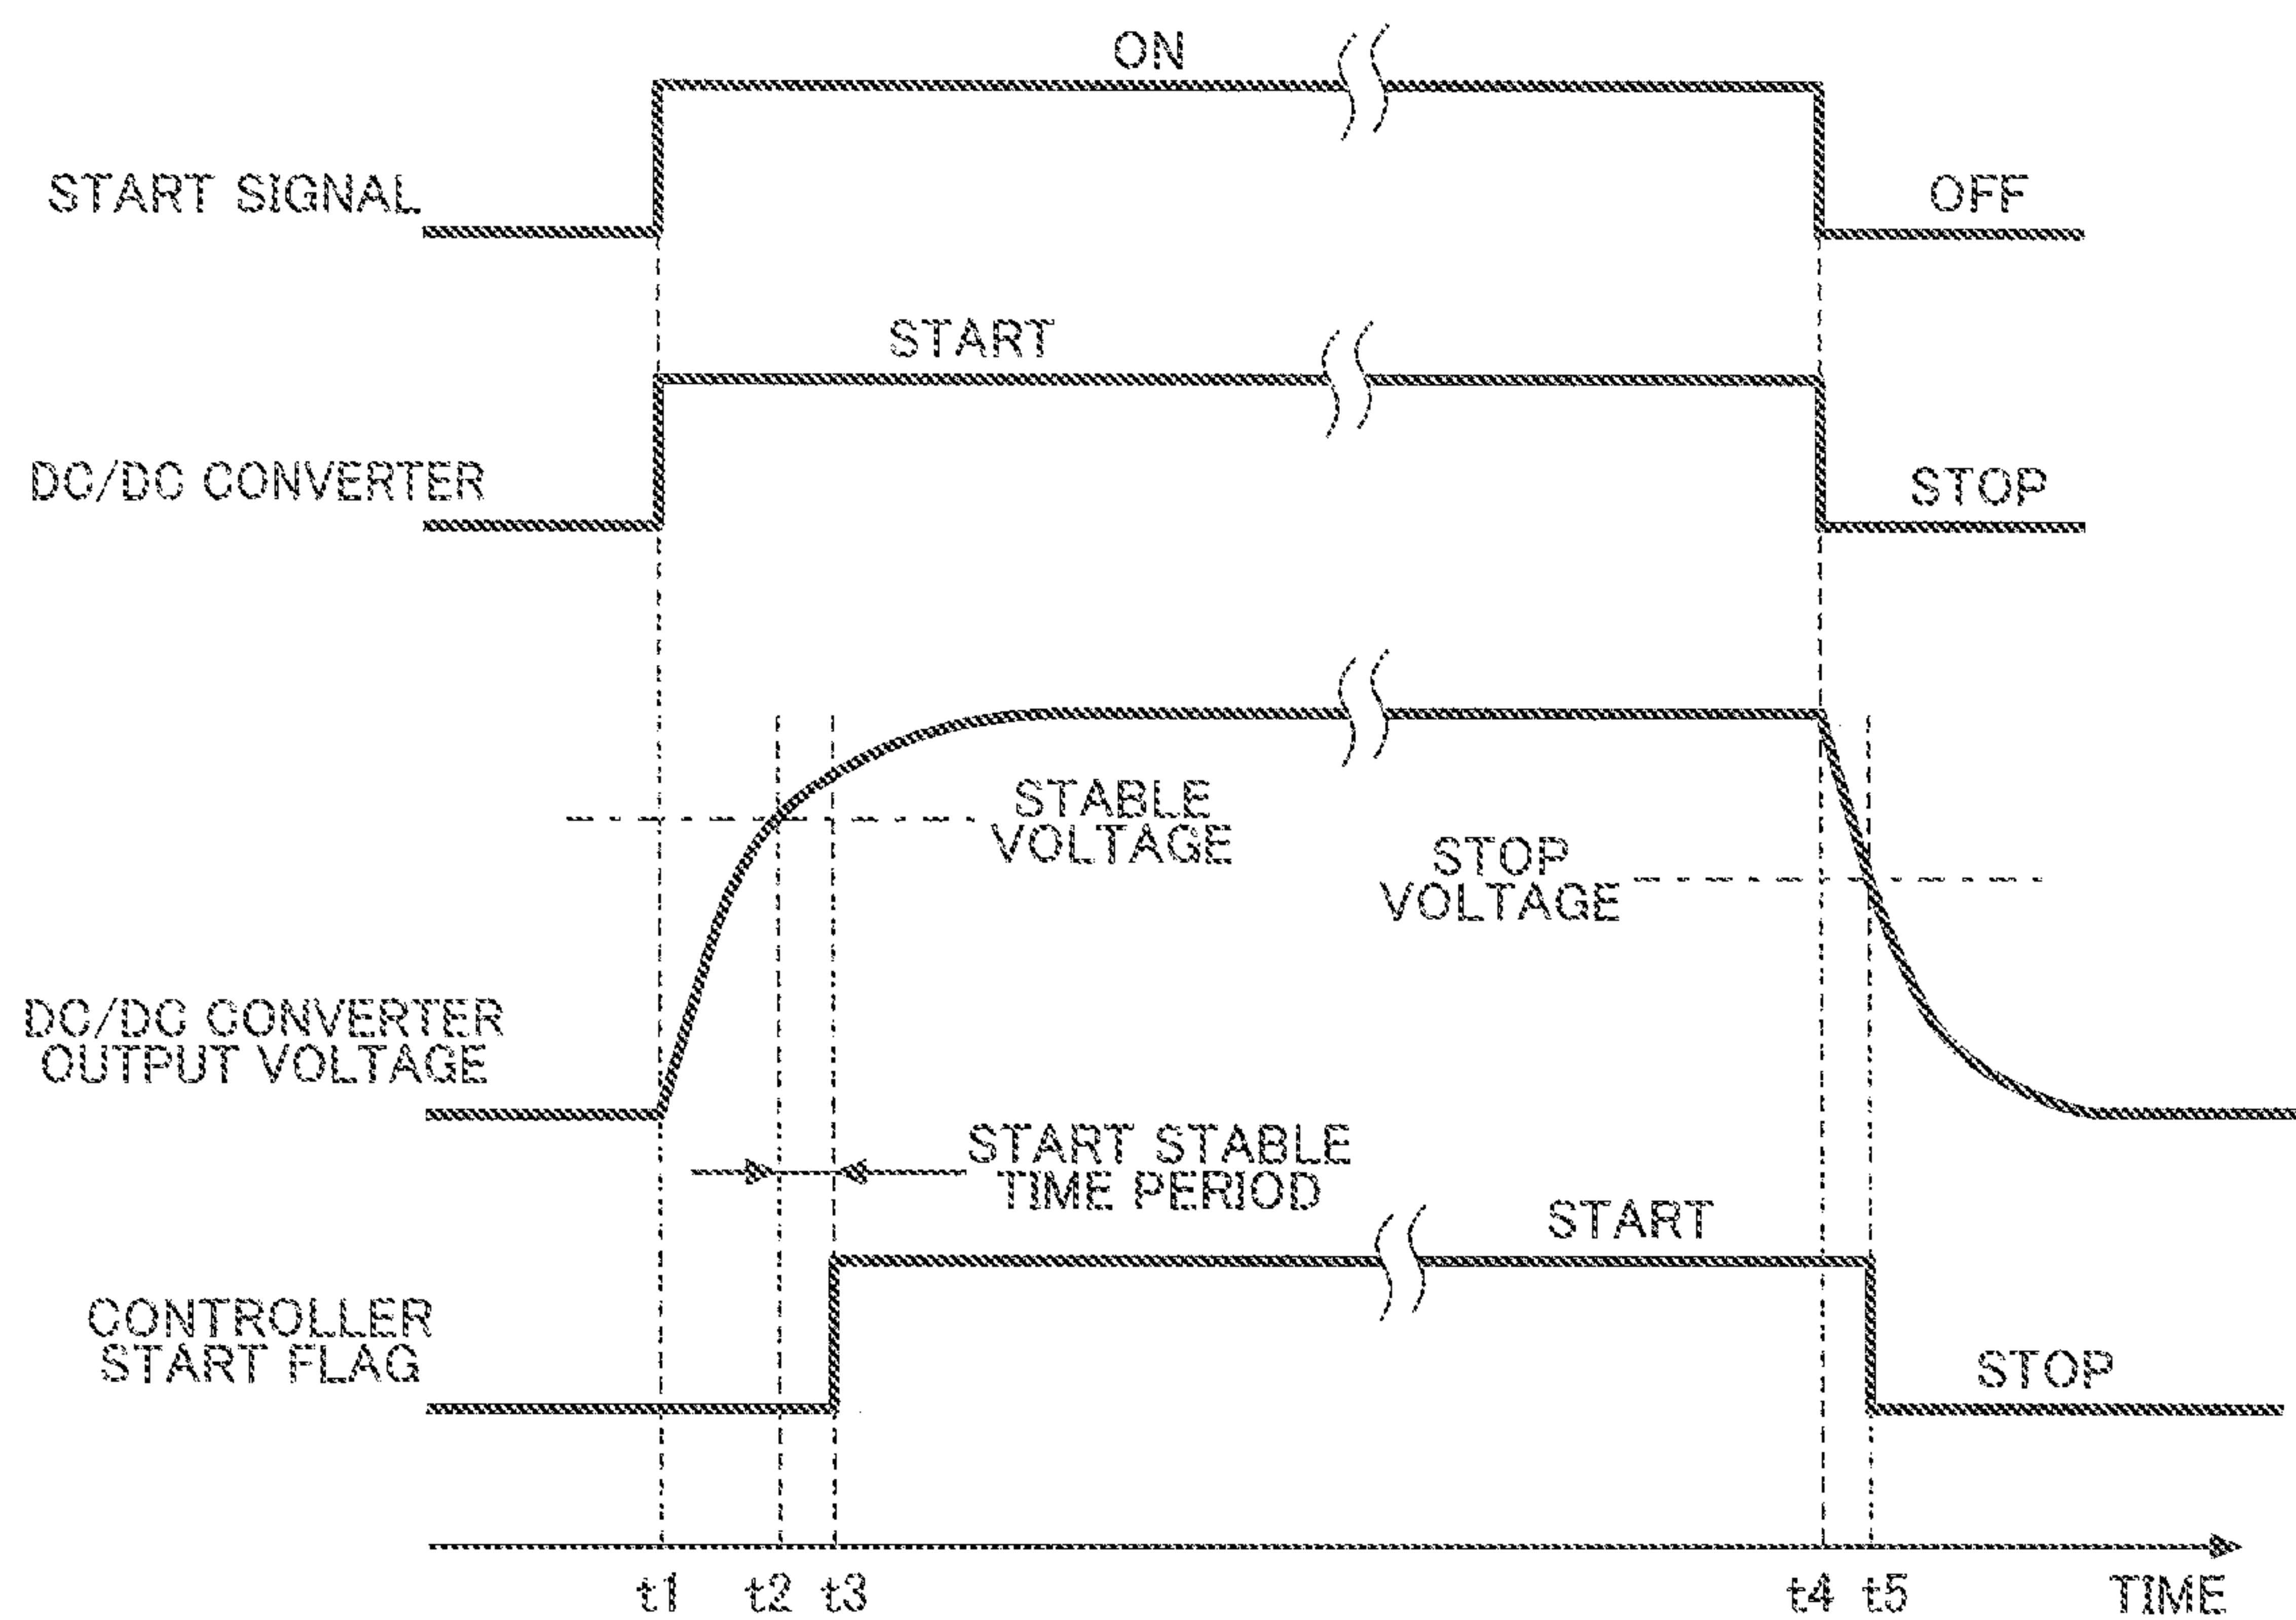 ON
START SIGNAL
OFF
START
DC/DC CONVERTER
STOP
STABLE
VOLTAGE
STOP
VOLTAGE
DC/DC CONVERTER
OUTPUT VOLTAGE
START STABLE
TIME PERIOD
START
CONTROLLER
START FLAG
STOP
t1 t2 t3 t4 t5 TIME